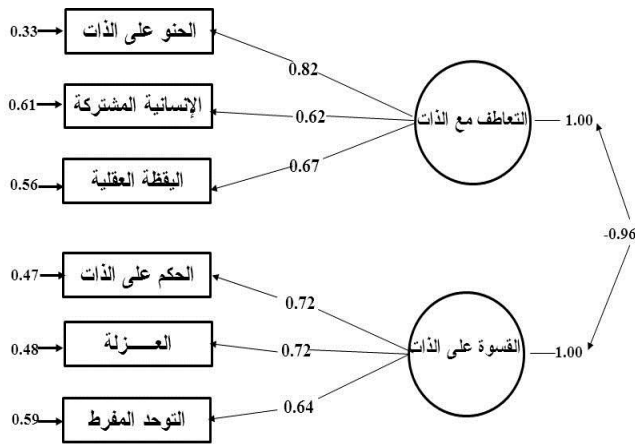 0.33
الحنو على الذات
0.82
0.61
الإنسانية المشتركة
0.62
التعاطف مع الذات
1.00
0.67
0.56
اليقظة العقلية
-0.96
0.47
الحكم على الذات
0.72
0.48
العـــزلة
0.72
القسوة على الذات
1.00
0.64
0.59
التوحد المفرط